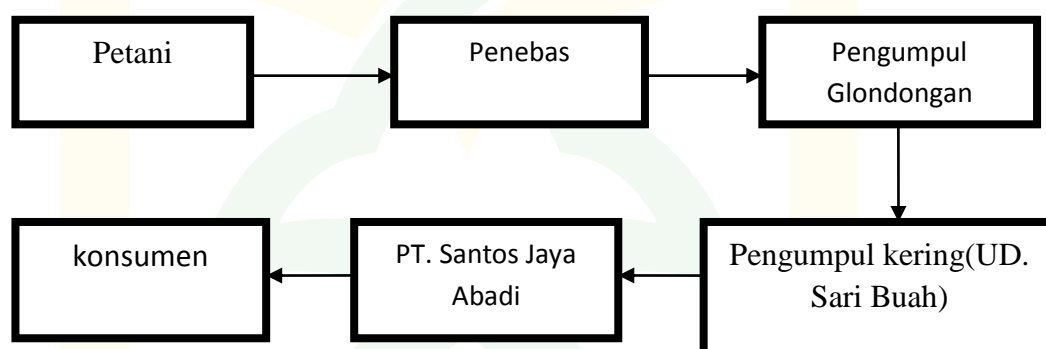 Petani
Penebas
Pengumpul
Glondongan
Pengumpul kering(UD.
Sari Buah)
PT. Santos Jaya
Abadi
konsumen